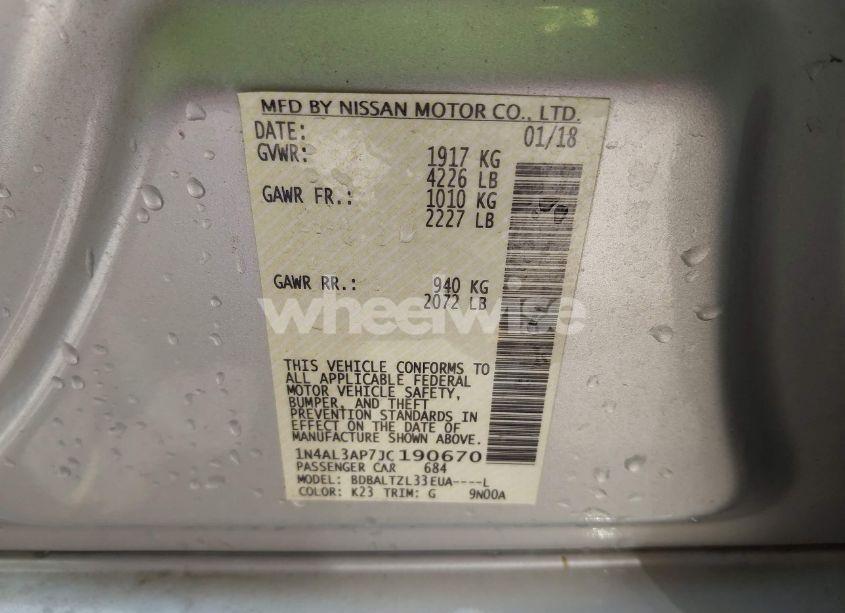 MFD BY NISSAN MOTOR CO., LTD.
DATE: 01/18
GVWR: 1917 KG
4226 LB
GAWR FR.: 1010 KG
2227 LB
GAWR RR.: 940 KG
2072 LB
wheelwise
THIS VEHICLE CONFORMS TO
ALL APPLICABLE FEDERAL
MOTOR VEHICLE SAFETY,
BUMPER, AND THEFT
PREVENTION STANDARDS IN
EFFECT ON THE DATE OF
MANUFACTURE SHOWN ABOVE.
1N4AL3AP7JC190670
PASSENGER CAR 684
MODEL: BDBALTZL33EUA----L
COLOR: K23 TRIM: G 9N00A